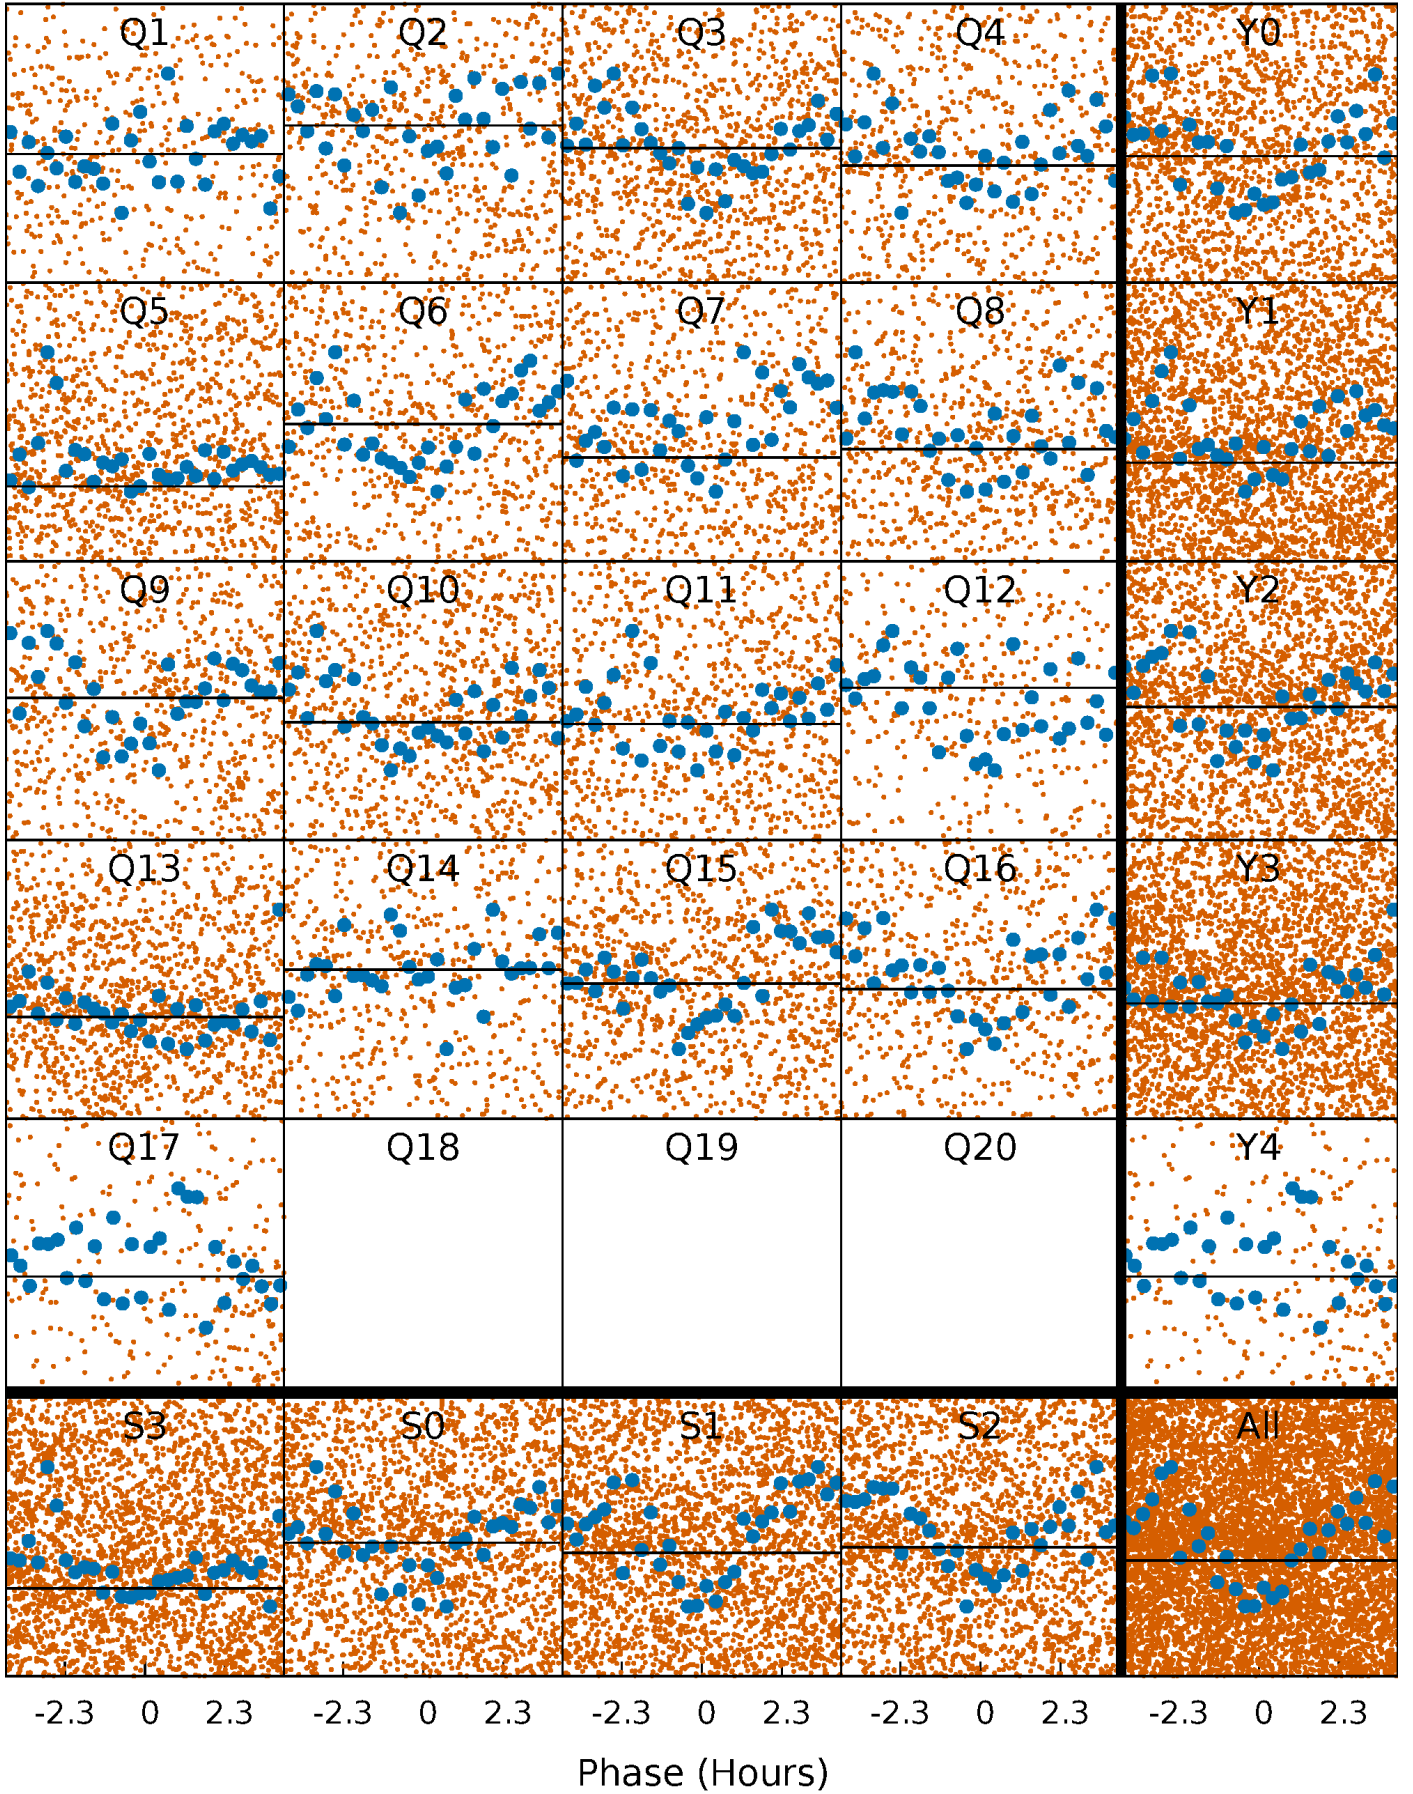 Q1 Q2 Q3 Q4 Y0
Q5 Q6 Q7 Q8 Y1
Q9 Q10 Q11 Q12 Y2
Q13 Q14 Q15 Q16 Y3
Q17 Q18 Q19 Q20 Y4
S3 S0 S1 S2 All
-2.3 0 2.3 -2.3 0 2.3 -2.3 0 2.3 -2.3 0 2.3 -2.3 0 2.3
Phase (Hours)